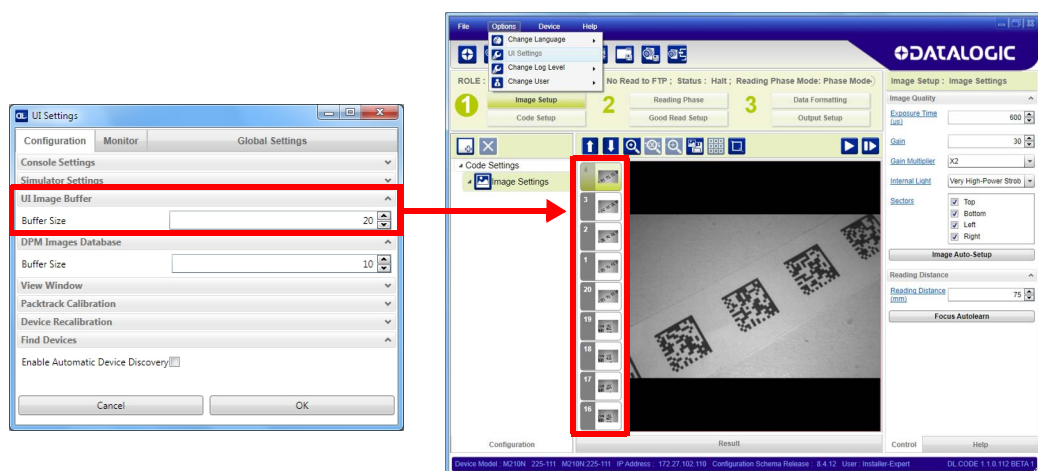 UI Settings
Configuration Monitor Global Settings
Console Settings
Simulator Settings
UI Image Buffer
Buffer Size 20
DPM Images Database
Buffer Size 10
View Window
Packtrack Calibration
Device Recalibration
Find Devices
Enable Automatic Device Discovery
Cancel OK
File Options Device Help
Change Language
UI Settings
Change Log Level
Change User
DATALOGIC
ROLE : No Read to FTP ; Status : Halt ; Reading Phase Mode: Phase Mode
1 Image Setup 2 Reading Phase 3 Data Formatting
Code Setup Good Read Setup Output Setup
Code Settings
Image Settings
4
3
2
1
20
19
18
17
16
Image Setup : Image Settings
Image Quality
Exposure Time (us) 600
Gain 30
Gain Multiplier X2
Internal Light Very High-Power Strob
Sectors Top
Bottom
Left
Right
Image Auto-Setup
Reading Distance
Reading Distance (mm) 75
Focus Autolearn
Configuration Result Control Help
Device Model : M210N 225-111 M210N:225-111 IP Address : 172.27.102.110 Configuration Schema Release : 8.4.12 User : Installer-Expert DL.CODE 1.1.0.112 BETA 1